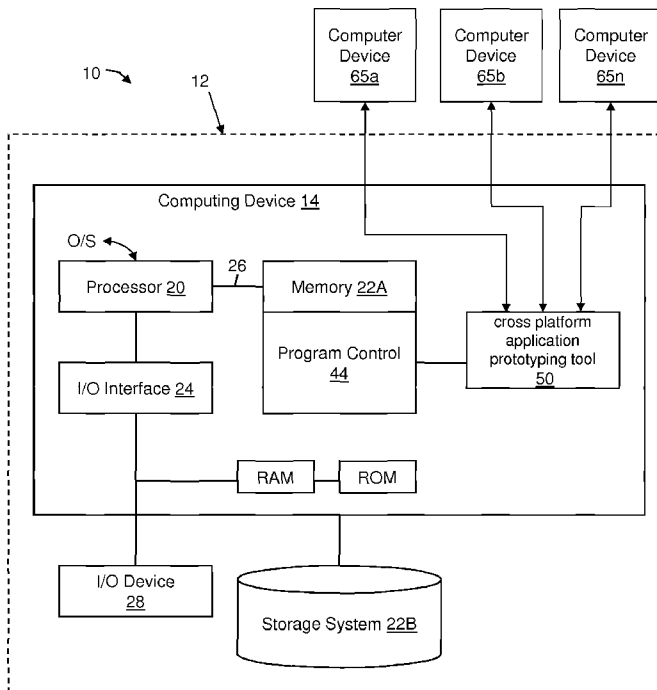 Computer
Device
65a
Computer
Device
65b
Computer
Device
65n
10
12
Computing Device 14
O/S
26
Processor 20
Memory 22A
cross platform
application
prototyping tool
50
Program Control
44
I/O Interface 24
RAM
ROM
I/O Device
28
Storage System 22B